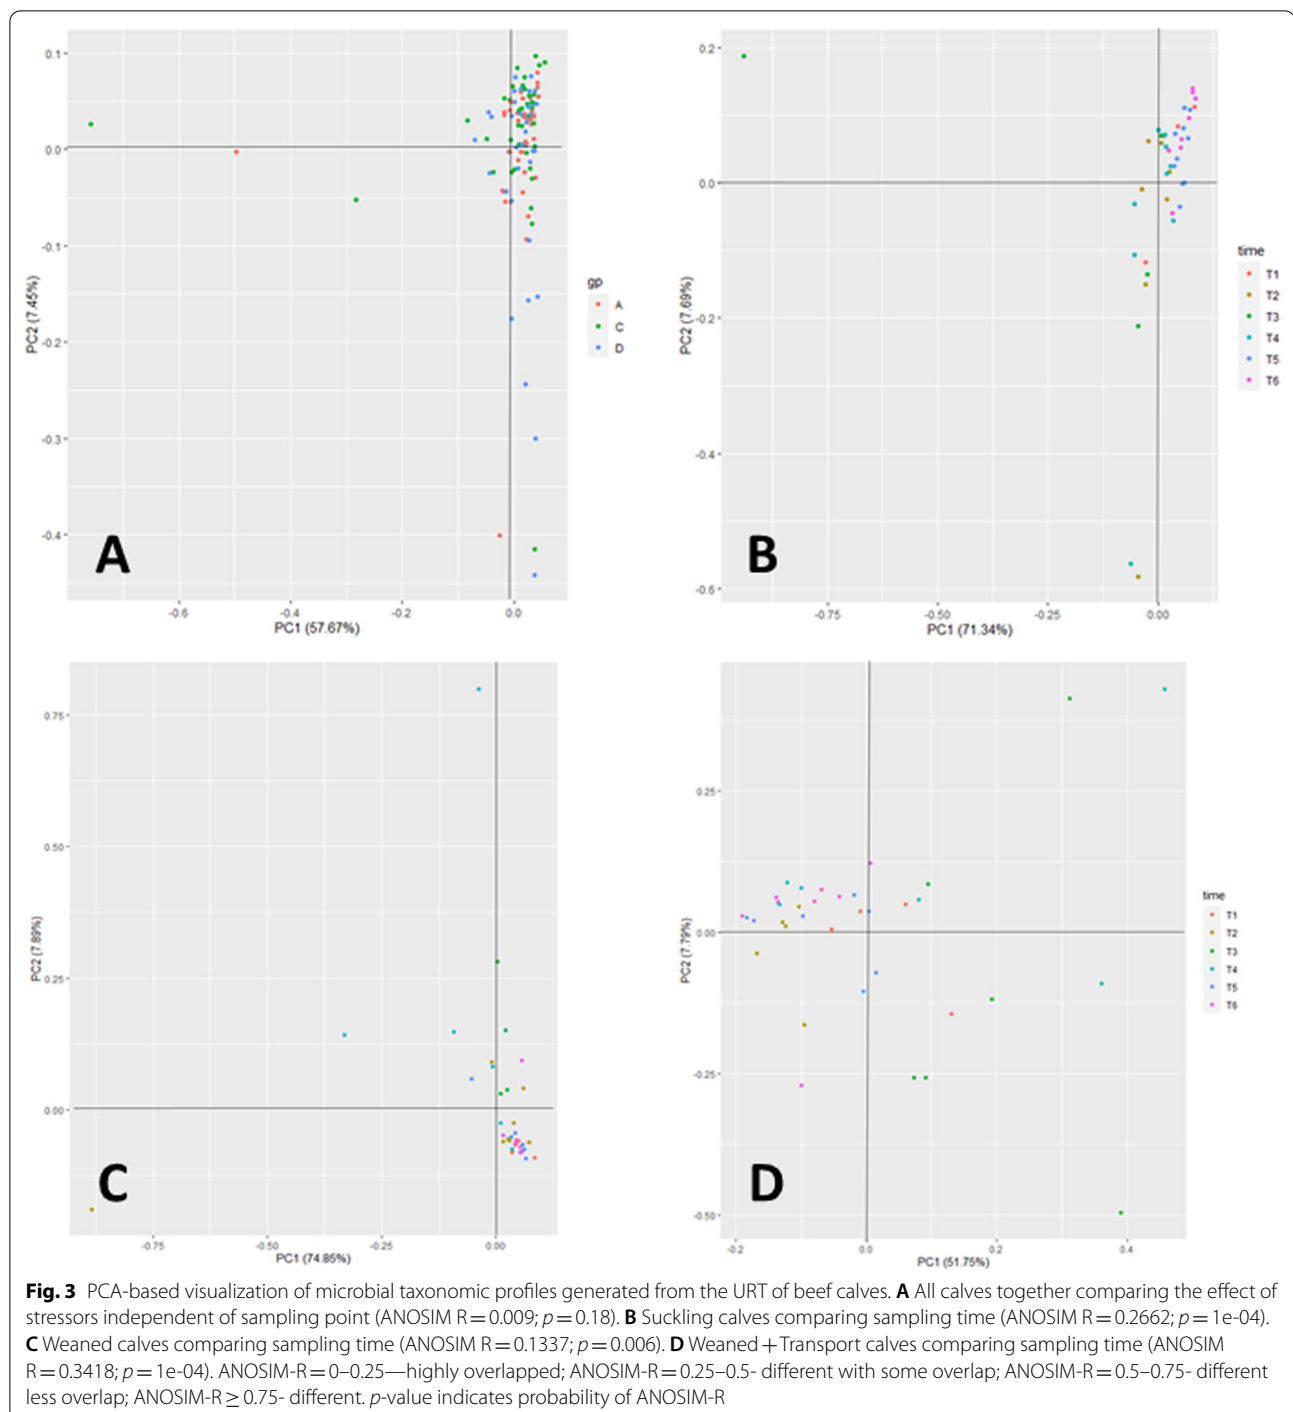 0.1
0.0
-0.1
-0.2
-0.3
-0.4
PC2 (7.45%)
-0.6
-0.4
-0.2
0.0
PC1 (57.67%)
A
gp
A
C
D
0.2
0.0
-0.2
-0.4
-0.6
PC2 (7.69%)
-0.75
-0.50
-0.25
0.00
PC1 (71.34%)
B
time
T1
T2
T3
T4
T5
T6
0.75
0.50
0.25
0.00
PC2 (7.89%)
-0.75
-0.50
-0.25
0.00
PC1 (74.85%)
C
0.25
0.00
-0.25
-0.50
PC2 (7.79%)
-0.2
0.0
0.2
0.4
PC1 (51.75%)
D
time
T1
T2
T3
T4
T5
T6
Fig. 3 PCA-based visualization of microbial taxonomic profiles generated from the URT of beef calves. A All calves together comparing the effect of
stressors independent of sampling point (ANOSIM R = 0.009; p = 0.18). B Suckling calves comparing sampling time (ANOSIM R = 0.2662; p = 1e-04).
C Weaned calves comparing sampling time (ANOSIM R = 0.1337; p = 0.006). D Weaned + Transport calves comparing sampling time (ANOSIM
R = 0.3418; p = 1e-04). ANOSIM-R = 0–0.25—highly overlapped; ANOSIM-R = 0.25–0.5- different with some overlap; ANOSIM-R = 0.5–0.75- different
less overlap; ANOSIM-R ≥ 0.75- different. p-value indicates probability of ANOSIM-R